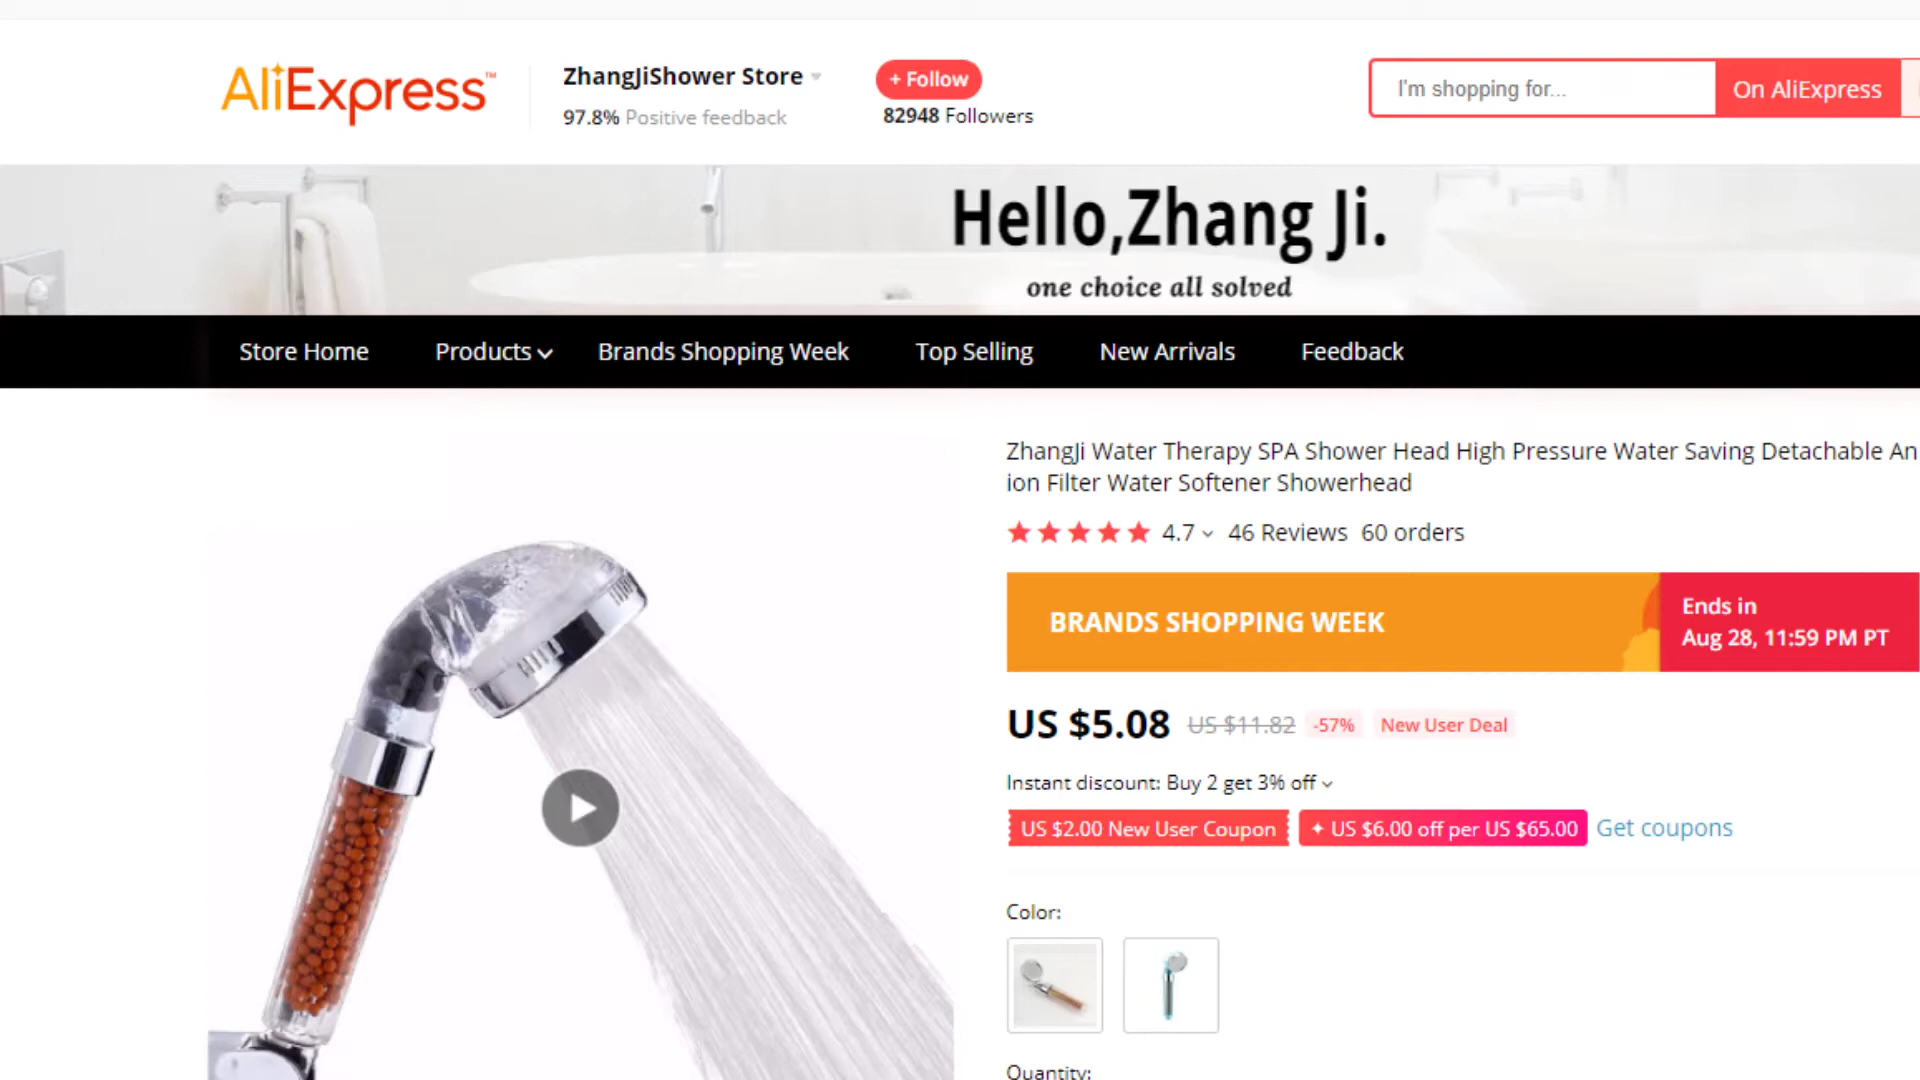 AliExpress™
ZhangJiShower Store
97.8% Positive feedback
+ Follow
82948 Followers
I'm shopping for...
On AliExpress
Hello,Zhang Ji.
one choice all solved
Store Home Products Brands Shopping Week Top Selling New Arrivals Feedback
ZhangJi Water Therapy SPA Shower Head High Pressure Water Saving Detachable An
ion Filter Water Softener Showerhead
4.7 46 Reviews 60 orders
BRANDS SHOPPING WEEK
Ends in
Aug 28, 11:59 PM PT
US $5.08 US $11.82 -57% New User Deal
Instant discount: Buy 2 get 3% off
US $2.00 New User Coupon US $6.00 off per US $65.00 Get coupons
Color:
Quantity: